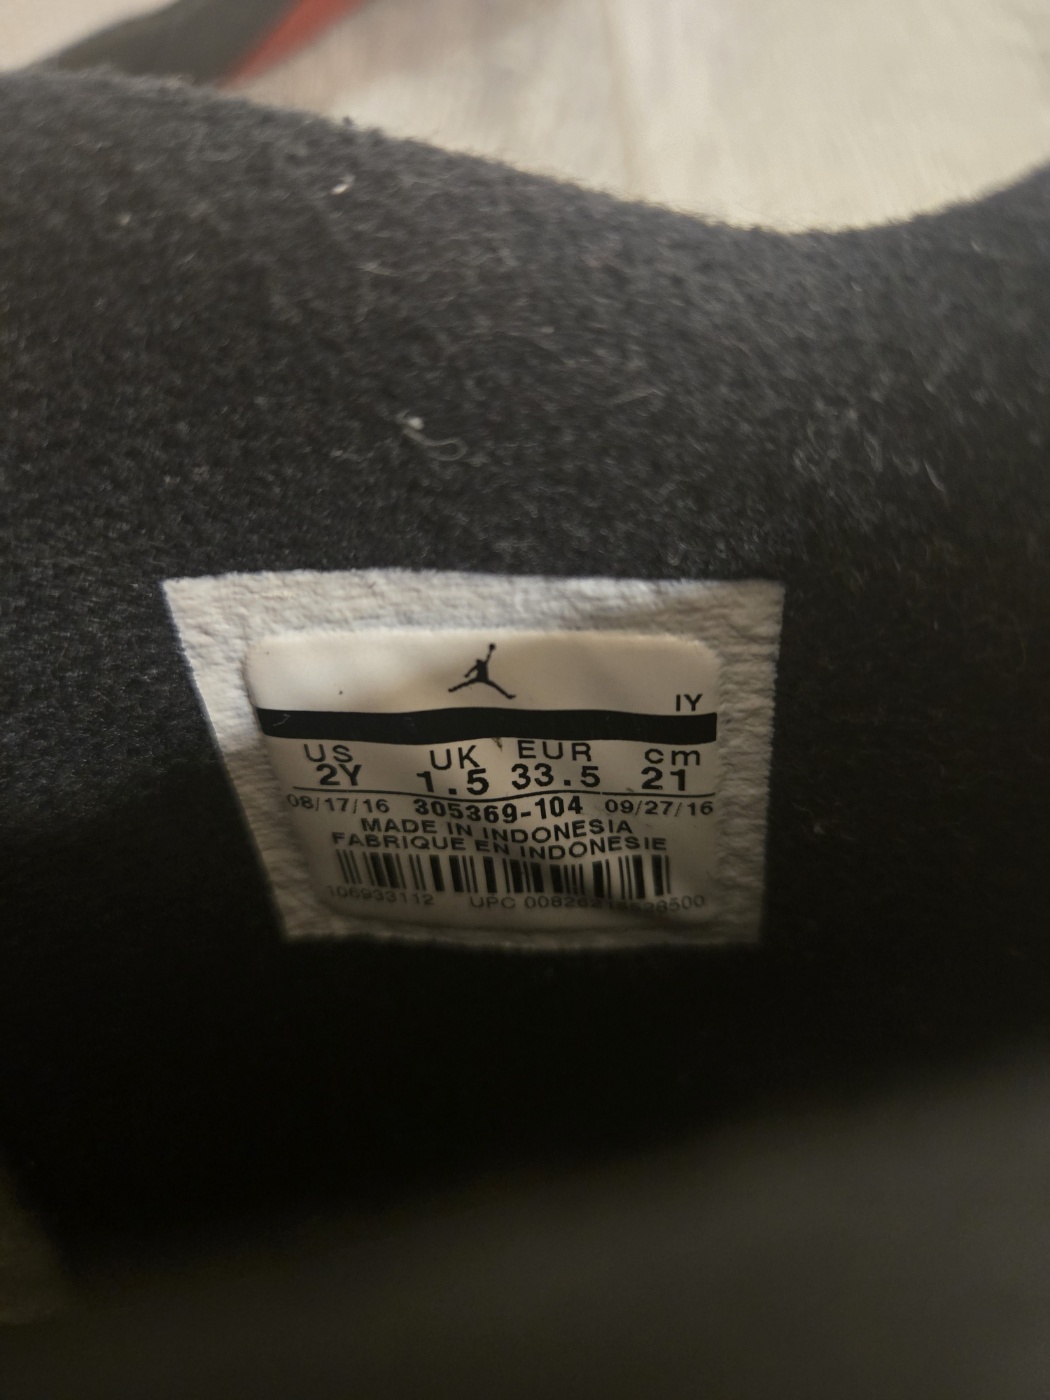 IY
US UK EUR cm
2Y 1.5 33.5 21
08/17/16 305369-104 09/27/16
MADE IN INDONESIA
FABRIQUE EN INDONESIE
106933112 UPC